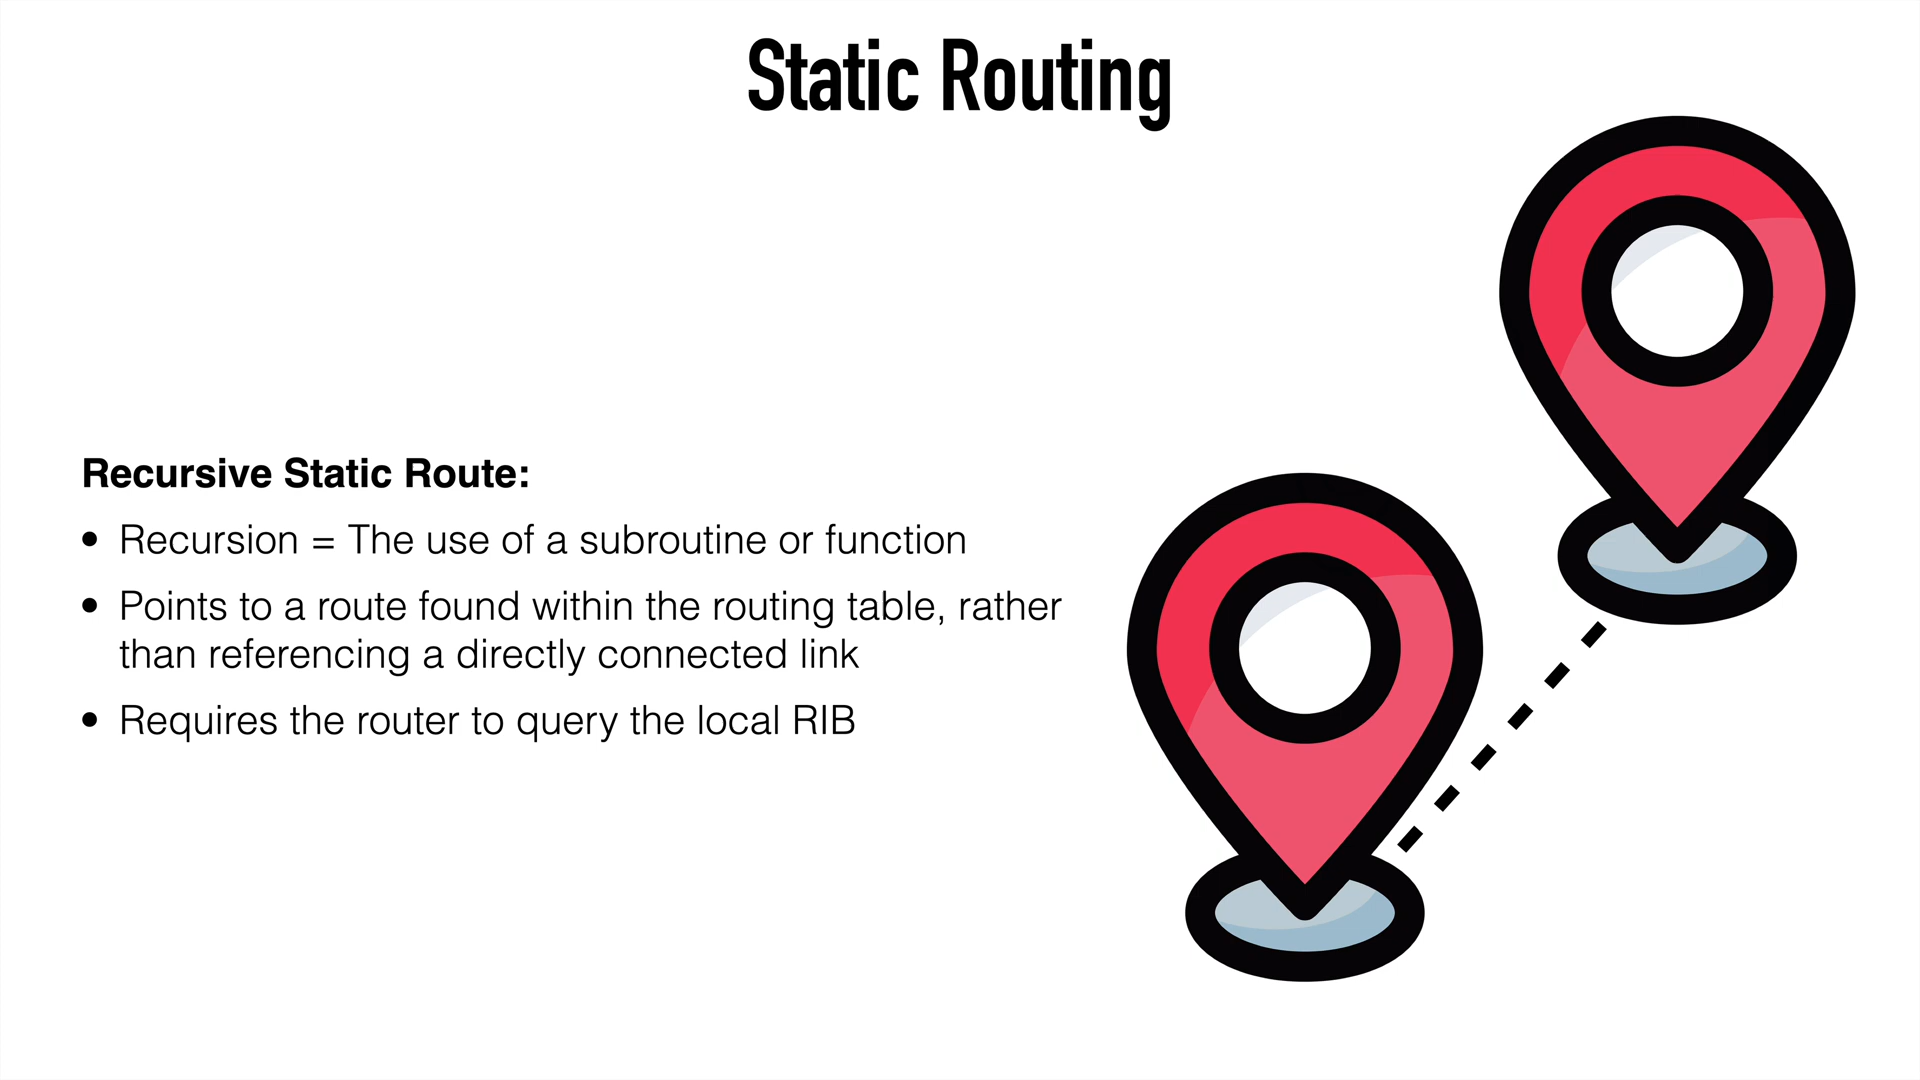 Static Routing
Recursive Static Route:
• Recursion = The use of a subroutine or function
• Points to a route found within the routing table, rather
than referencing a directly connected link
• Requires the router to query the local RIB